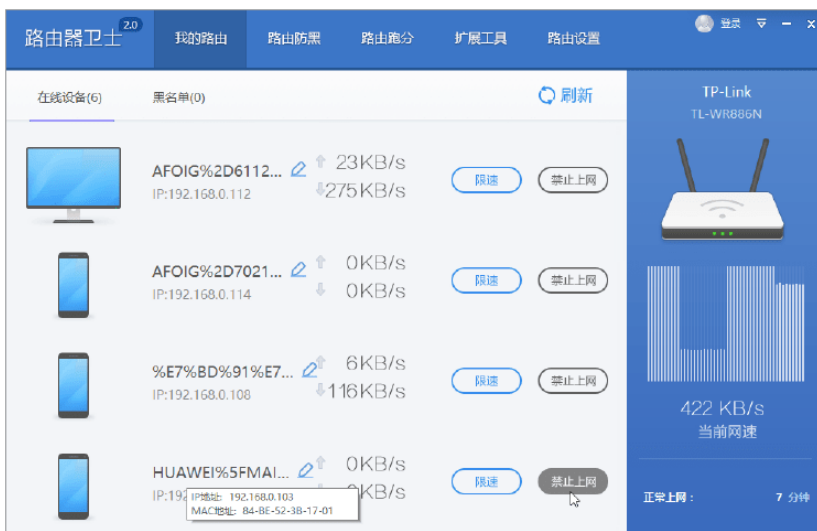 路由器卫士 2.0
我的路由 路由防黑 路由跑分 扩展工具 路由设置
登录
在线设备(6) 黑名单(0) 刷新
TP-Link
TL-WR886N
AFOIG%2D6112... 23KB/s
IP:192.168.0.112 275KB/s
限速 禁止上网
AFOIG%2D7021... 0KB/s
IP:192.168.0.114 0KB/s
限速 禁止上网
%E7%BD%91%E7... 6KB/s
IP:192.168.0.108 116KB/s
限速 禁止上网
422 KB/s
当前网速
HUAWEI%5FMAI... 0KB/s
IP:192 0KB/s
限速 禁止上网
IP地址: 192.168.0.103
MAC地址: 84-BE-52-3B-17-01
正常上网: 7 分钟